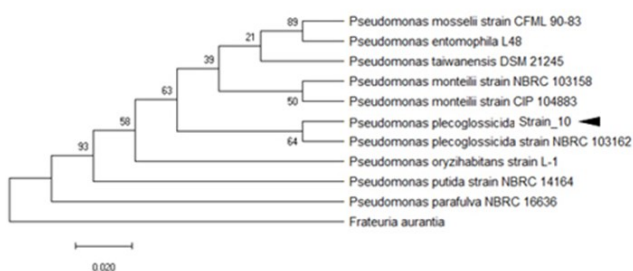 89
Pseudomonas mosselii strain CFML 90-83
21
Pseudomonas entomophila L48
39
Pseudomonas taiwanensis DSM 21245
63
Pseudomonas monteilii strain NBRC 103158
50
Pseudomonas monteilii strain CIP 104883
58
Pseudomonas plecoglossicida Strain_10
64
Pseudomonas plecoglossicida strain NBRC 103162
93
Pseudomonas oryzihabitans strain L-1
Pseudomonas putida strain NBRC 14164
Pseudomonas parafulva NBRC 16636
Frateuria aurantia
0.020